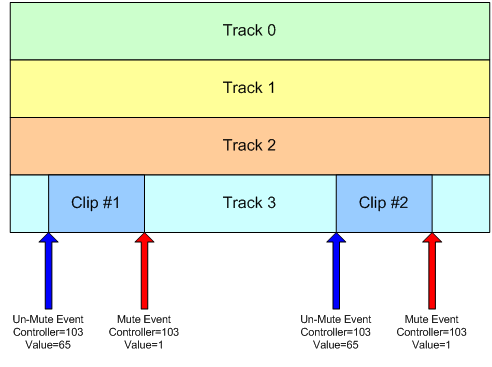 Track 0
Track 1
Track 2
Clip #1
Track 3
Clip #2
Un-Mute Event
Controller=103
Value=65
Mute Event
Controller=103
Value=1
Un-Mute Event
Controller=103
Value=65
Mute Event
Controller=103
Value=1